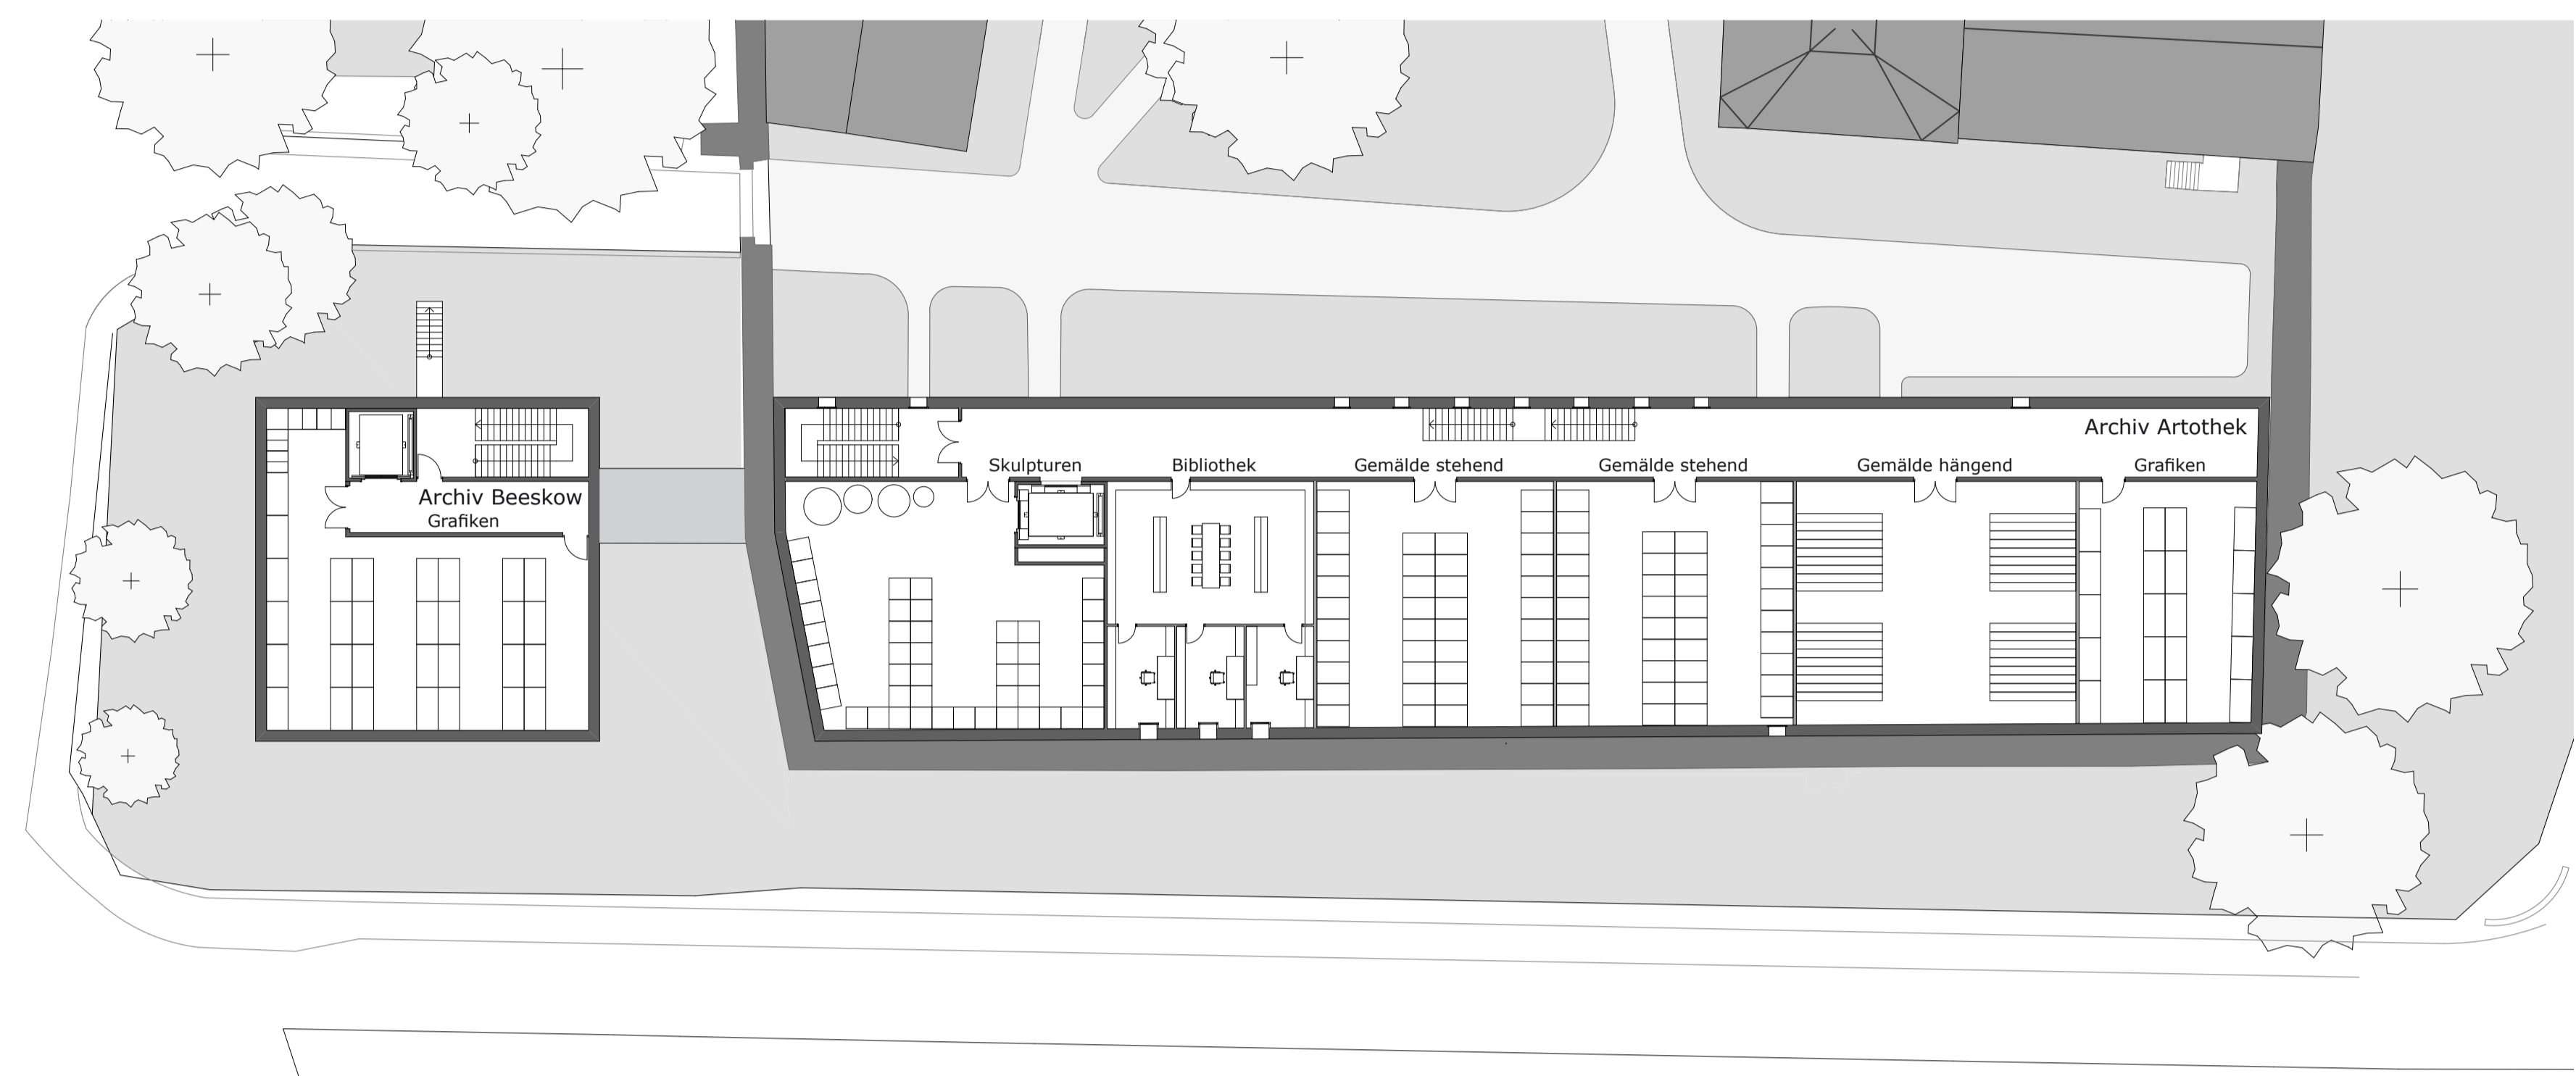 Archiv Artothek
Skulpturen
Bibliothek
Gemälde stehend
Gemälde stehend
Gemälde hängend
Grafiken
Archiv Beeskow
Grafiken